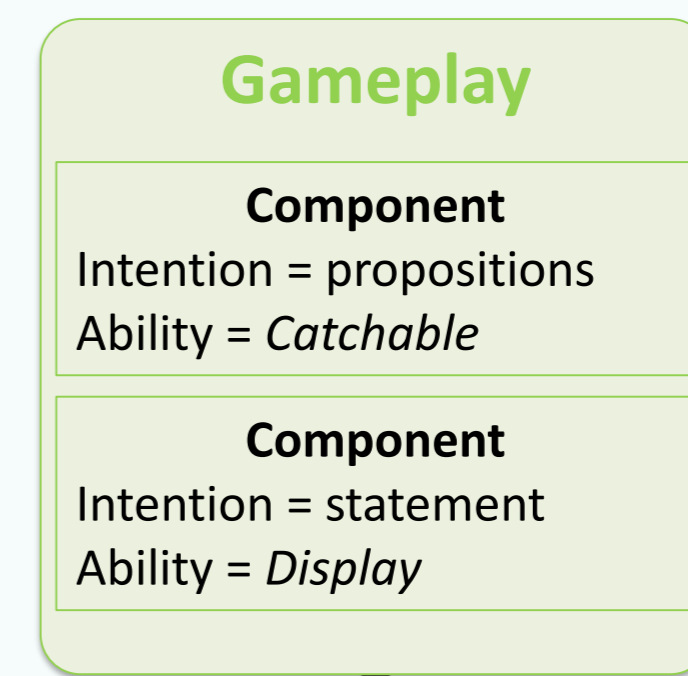 Gameplay
Component
Intention = propositions
Ability = Catchable
Component
Intention = statement
Ability = Display